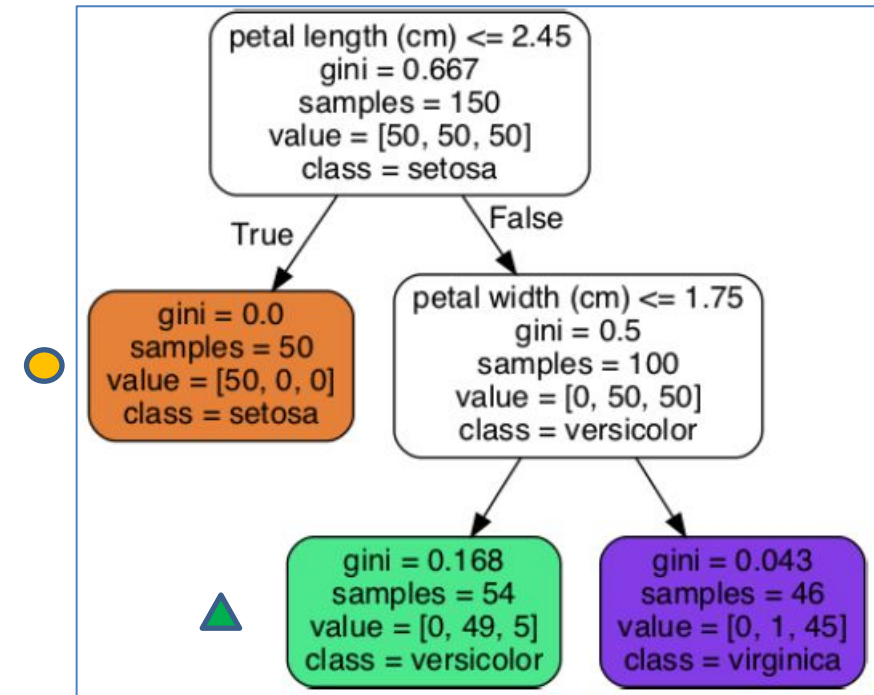 petal length (cm) <= 2.45
gini = 0.667
samples = 150
value = [50, 50, 50]
class = setosa
True
False
gini = 0.0
samples = 50
value = [50, 0, 0]
class = setosa
petal width (cm) <= 1.75
gini = 0.5
samples = 100
value = [0, 50, 50]
class = versicolor
gini = 0.168
samples = 54
value = [0, 49, 5]
class = versicolor
gini = 0.043
samples = 46
value = [0, 1, 45]
class = virginica